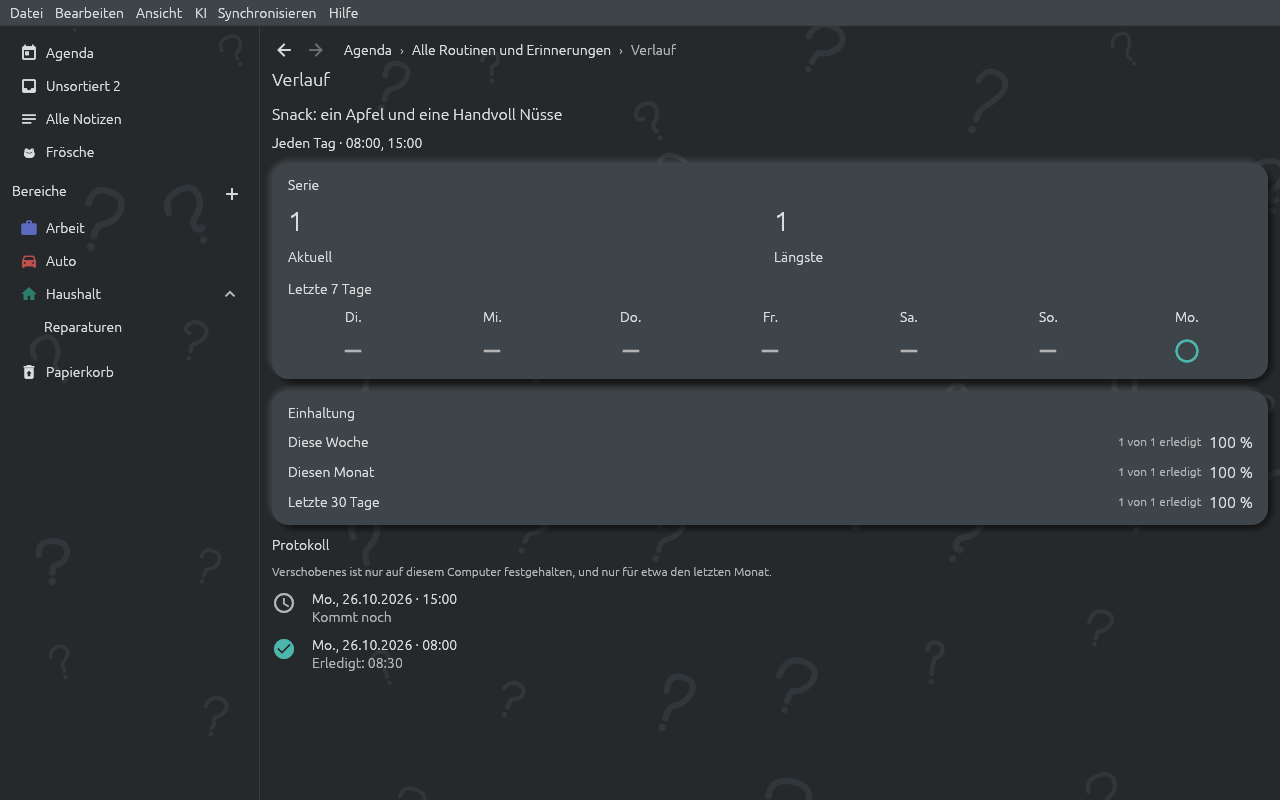 Datei Bearbeiten Ansicht KI Synchronisieren Hilfe
Agenda
Unsortiert 2
Alle Notizen
Frösche
Bereiche
Arbeit
Auto
Haushalt
Reparaturen
Papierkorb
Agenda › Alle Routinen und Erinnerungen › Verlauf
Verlauf
Snack: ein Apfel und eine Handvoll Nüsse
Jeden Tag · 08:00, 15:00
Serie
1 1
Aktuell Längste
Letzte 7 Tage
Di. Mi. Do. Fr. Sa. So. Mo.
Einhaltung
Diese Woche 1 von 1 erledigt 100 %
Diesen Monat 1 von 1 erledigt 100 %
Letzte 30 Tage 1 von 1 erledigt 100 %
Protokoll
Verschobenes ist nur auf diesem Computer festgehalten, und nur für etwa den letzten Monat.
Mo., 26.10.2026 · 15:00
Kommt noch
Mo., 26.10.2026 · 08:00
Erledigt: 08:30